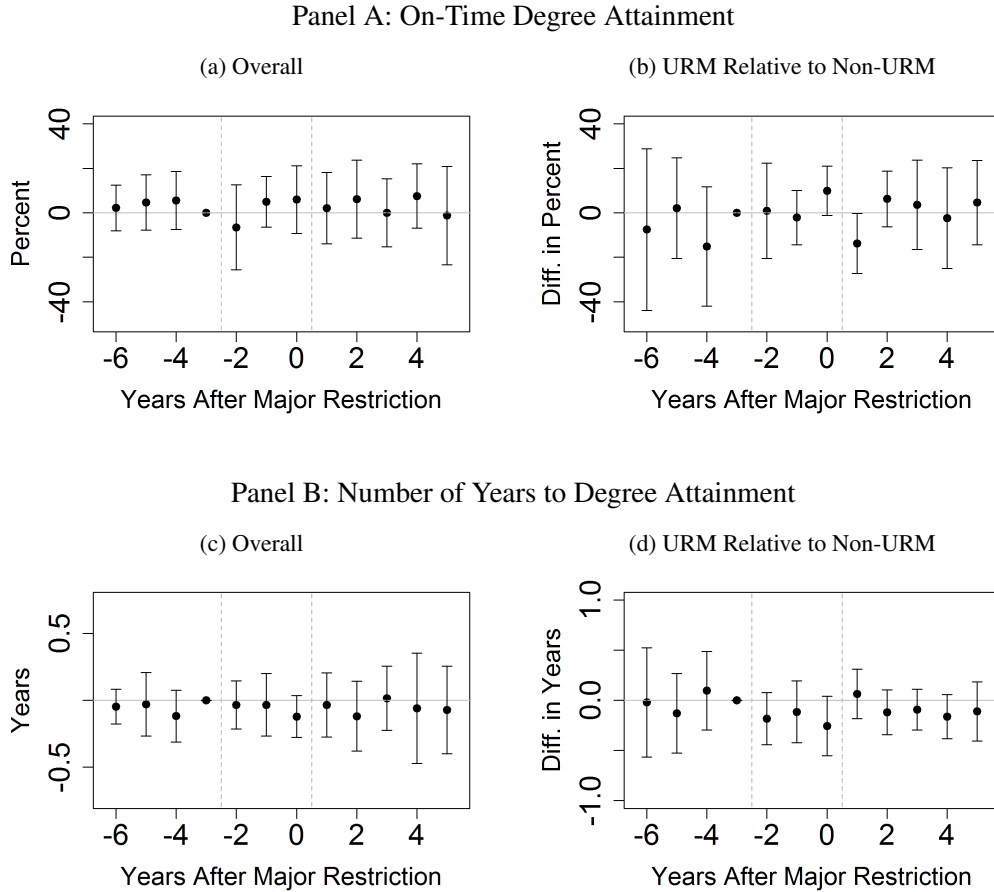 Panel A: On-Time Degree Attainment
(a) Overall
(b) URM Relative to Non-URM
40
0
-40
Percent
-6 -4 -2 0 2 4
Years After Major Restriction
40
0
-40
Diff. in Percent
-6 -4 -2 0 2 4
Years After Major Restriction
Panel B: Number of Years to Degree Attainment
(c) Overall
(d) URM Relative to Non-URM
0.5
-0.5
Years
-6 -4 -2 0 2 4
Years After Major Restriction
1.0
0.0
-1.0
Diff. in Years
-6 -4 -2 0 2 4
Years After Major Restriction